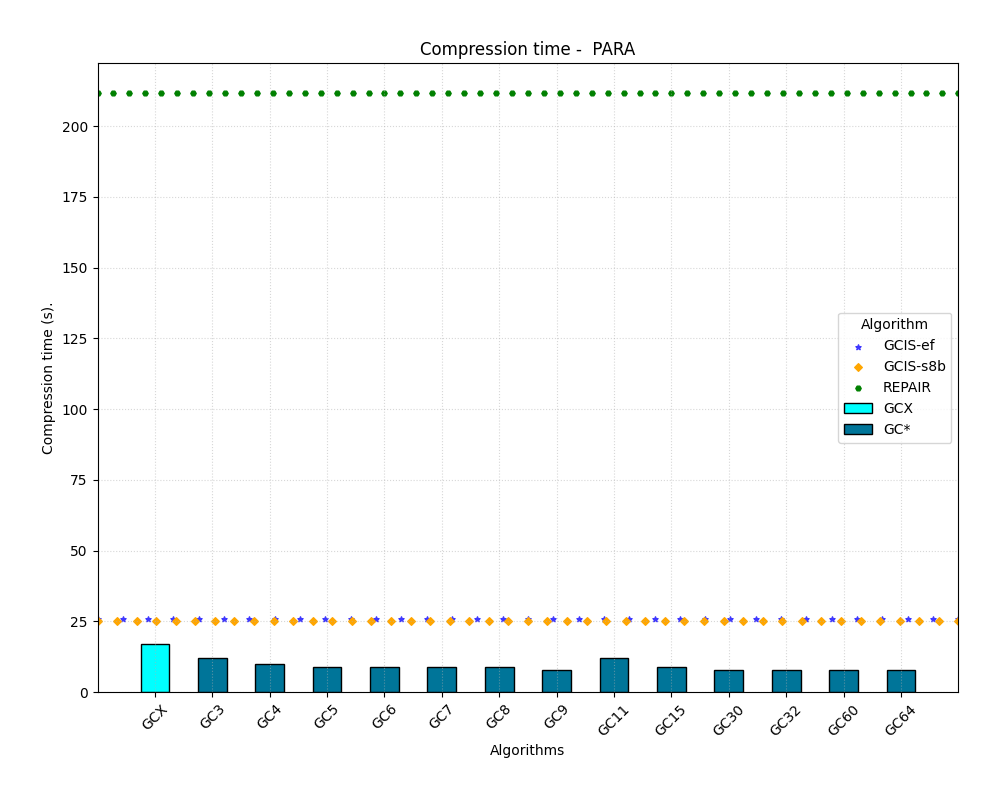 Compression time -  PARA
Compression time (s).
200
175
150
125
100
75
50
25
0
Algorithm
GCIS-ef
GCIS-s8b
REPAIR
GCX
GC*
GCX
GC3
GC4
GC5
GC6
GC7
GC8
GC9
GC11
GC15
GC30
GC32
GC60
GC64
Algorithms